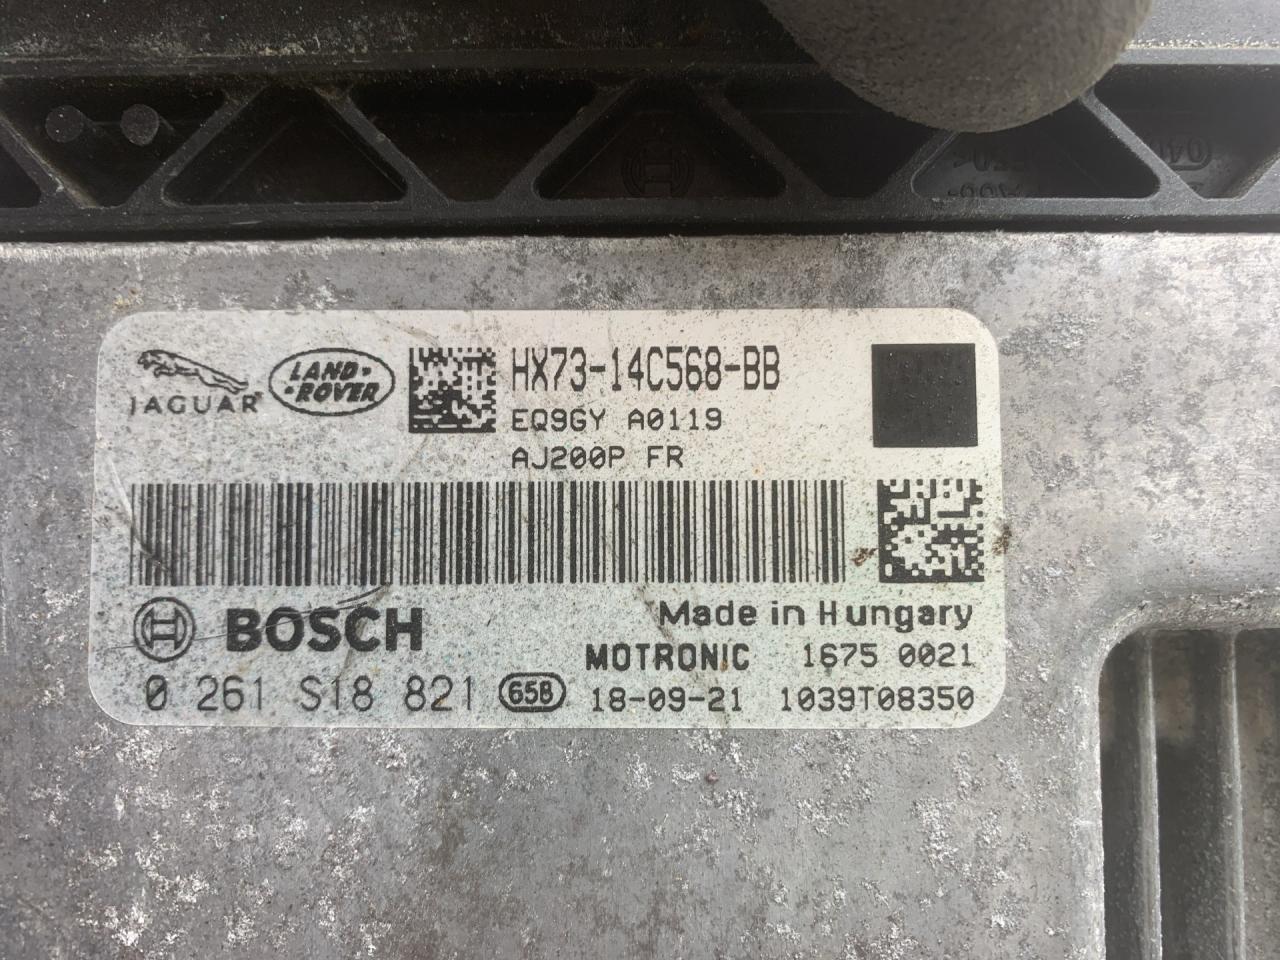 JAGUAR
LAND-
-ROVER
HX73-14C568-BB
EQ9GY A0119
AJ200P FR
BOSCH
Made in Hungary
MOTRONIC 1675 0021
0 261 S18 821 65B 18-09-21 1039T08350